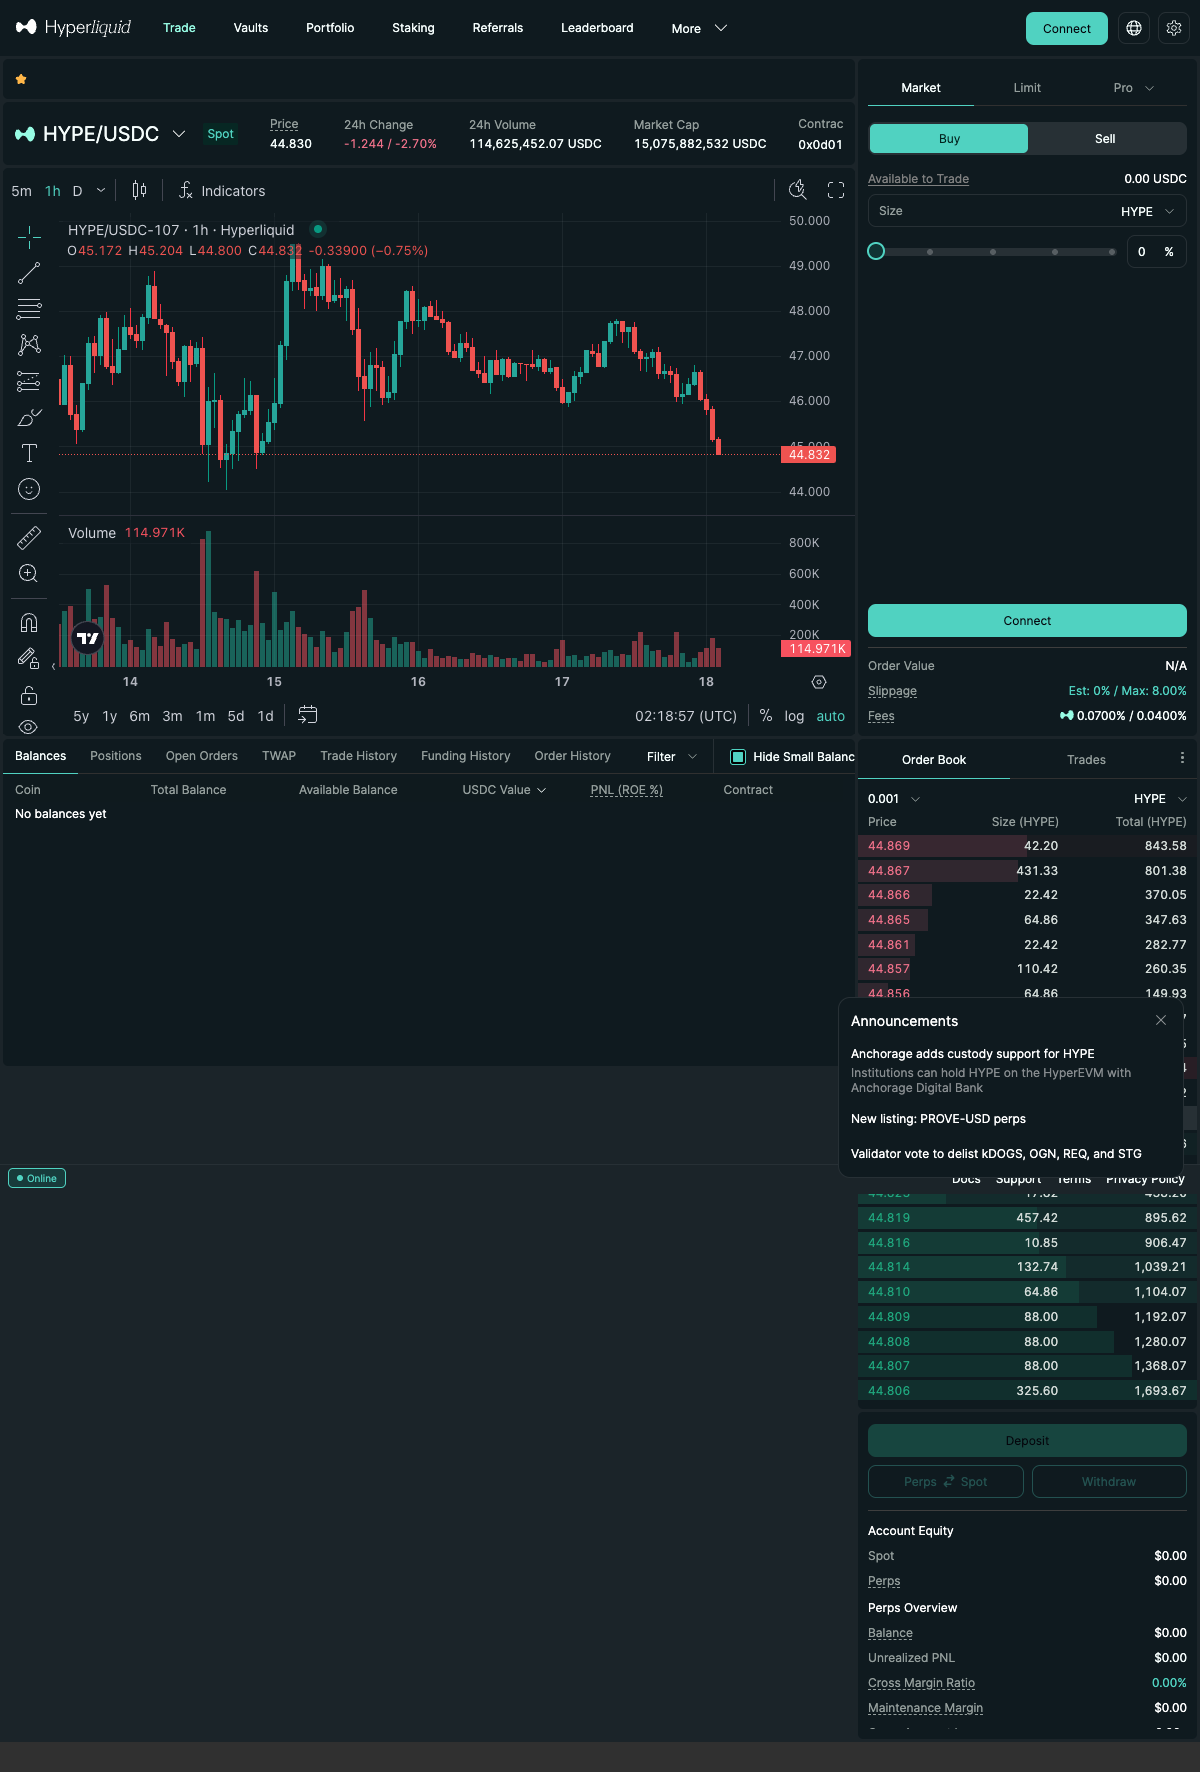 Hyperliquid Trade Vaults Portfolio Staking Referrals Leaderboard More Connect
HYPE/USDC Spot
Price 24h Change 24h Volume Market Cap Contrac
44.830 -1.244 / -2.70% 114,625,452.07 USDC 15,075,882,532 USDC 0x0d01
5m 1h D Indicators
HYPE/USDC-107 · 1h · Hyperliquid
O45.172 H45.204 L44.800 C44.832 -0.33900 (−0.75%)
50.000
49.000
48.000
47.000
46.000
45.000
44.832
44.000
Volume 114.971K
800K
600K
400K
200K
114.971K
14 15 16 17 18
5y 1y 6m 3m 1m 5d 1d 02:18:57 (UTC) % log auto
Market Limit Pro
Buy Sell
Available to Trade 0.00 USDC
Size HYPE
0 %
Connect
Order Value N/A
Slippage Est: 0% / Max: 8.00%
Fees 0.0700% / 0.0400%
Balances Positions Open Orders TWAP Trade History Funding History Order History Filter Hide Small Balanc
Coin Total Balance Available Balance USDC Value PNL (ROE %) Contract
No balances yet
Order Book Trades
0.001 HYPE
Price Size (HYPE) Total (HYPE)
44.869 42.20 843.58
44.867 431.33 801.38
44.866 22.42 370.05
44.865 64.86 347.63
44.861 22.42 282.77
44.857 110.42 260.35
44.856 64.86 149.93
Announcements
Anchorage adds custody support for HYPE
Institutions can hold HYPE on the HyperEVM with
Anchorage Digital Bank
New listing: PROVE-USD perps
Validator vote to delist kDOGS, OGN, REQ, and STG
Online
Docs Support Terms Privacy Policy
44.819 457.42 895.62
44.816 10.85 906.47
44.814 132.74 1,039.21
44.810 64.86 1,104.07
44.809 88.00 1,192.07
44.808 88.00 1,280.07
44.807 88.00 1,368.07
44.806 325.60 1,693.67
Deposit
Perps Spot Withdraw
Account Equity
Spot $0.00
Perps $0.00
Perps Overview
Balance $0.00
Unrealized PNL $0.00
Cross Margin Ratio 0.00%
Maintenance Margin $0.00